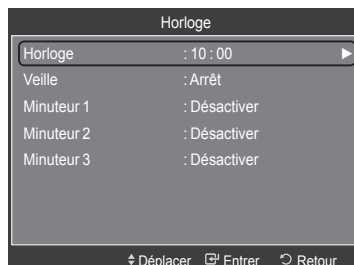 Horloge
Horloge : 10 : 00
Veille : Arrêt
Minuteur 1 : Désactiver
Minuteur 2 : Désactiver
Minuteur 3 : Désactiver
Déplacer Entrer Retour